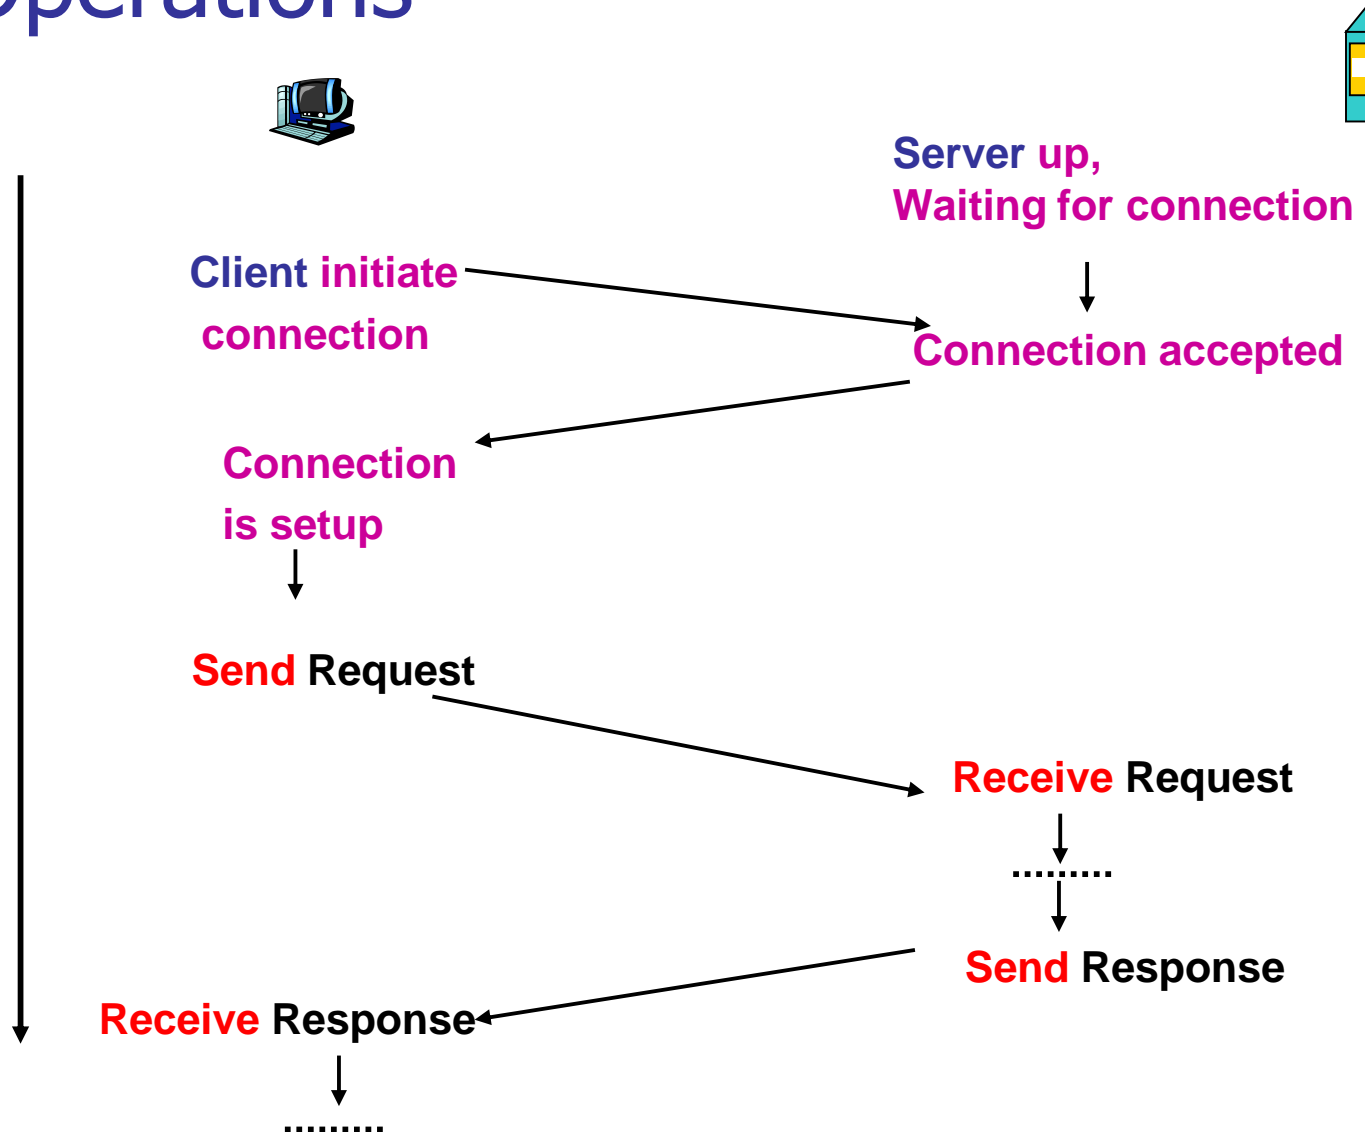 operations
Server up,
Waiting for connection
Client initiate
connection
Connection accepted
Connection
is setup
Send Request
Receive Request
.........
Send Response
Receive Response
.........